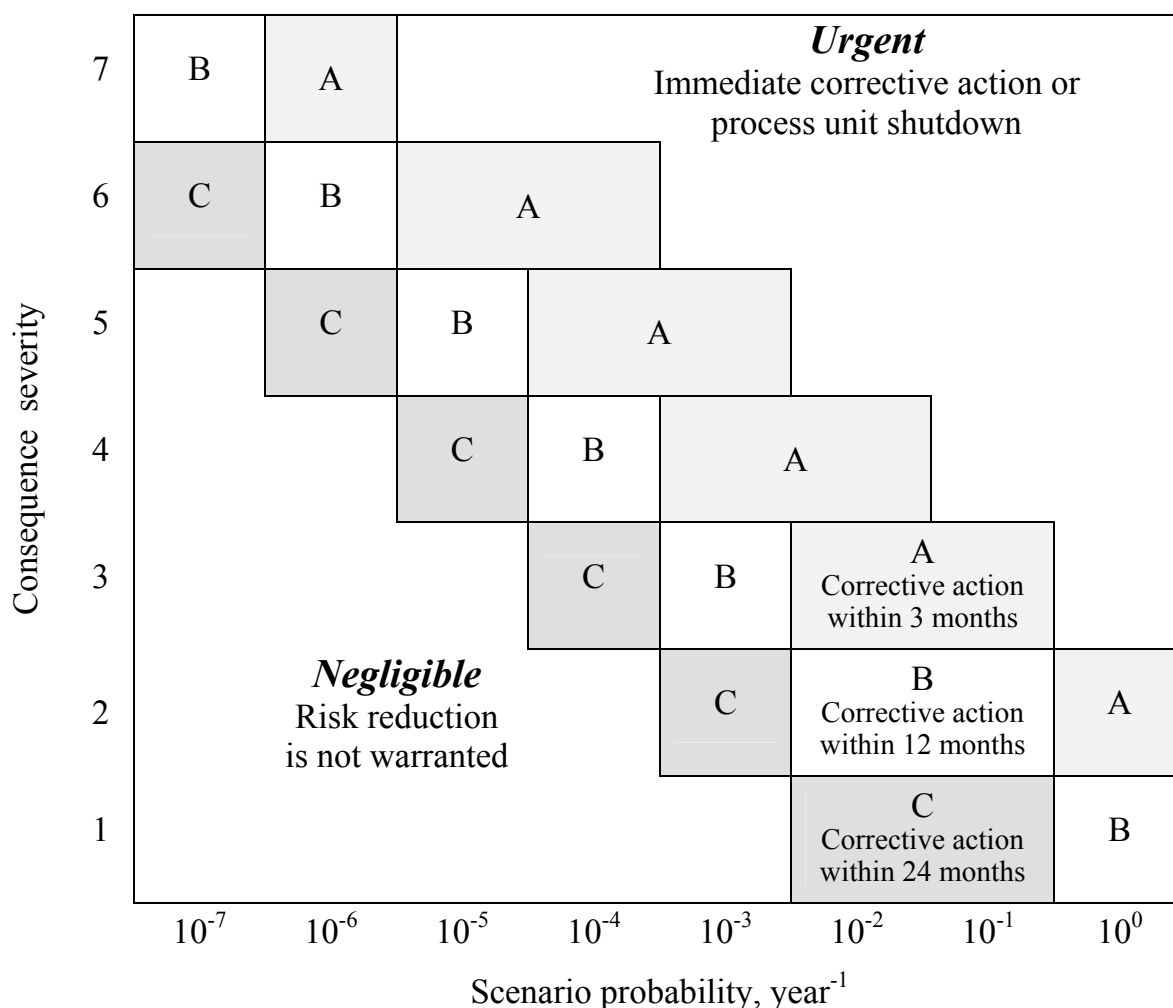 Urgent
Immediate corrective action or
process unit shutdown
7
B
A
6
C
B
A
5
C
B
A
4
C
B
A
3
C
B
A
Corrective action
within 3 months
Negligible
Risk reduction
is not warranted
2
C
B
Corrective action
within 12 months
A
1
C
Corrective action
within 24 months
B
Consequence severity
10⁻⁷ 10⁻⁶ 10⁻⁵ 10⁻⁴ 10⁻³ 10⁻² 10⁻¹ 10⁰
Scenario probability, year⁻¹